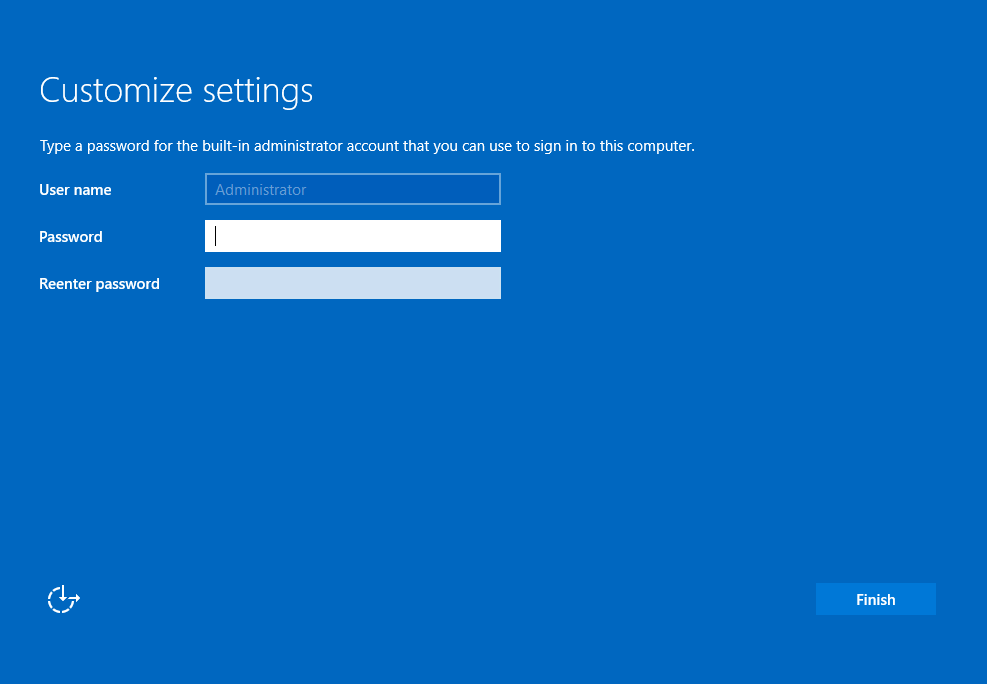 Customize settings
Type a password for the built-in administrator account that you can use to sign in to this computer.
User name
Administrator
Password
Reenter password
Finish